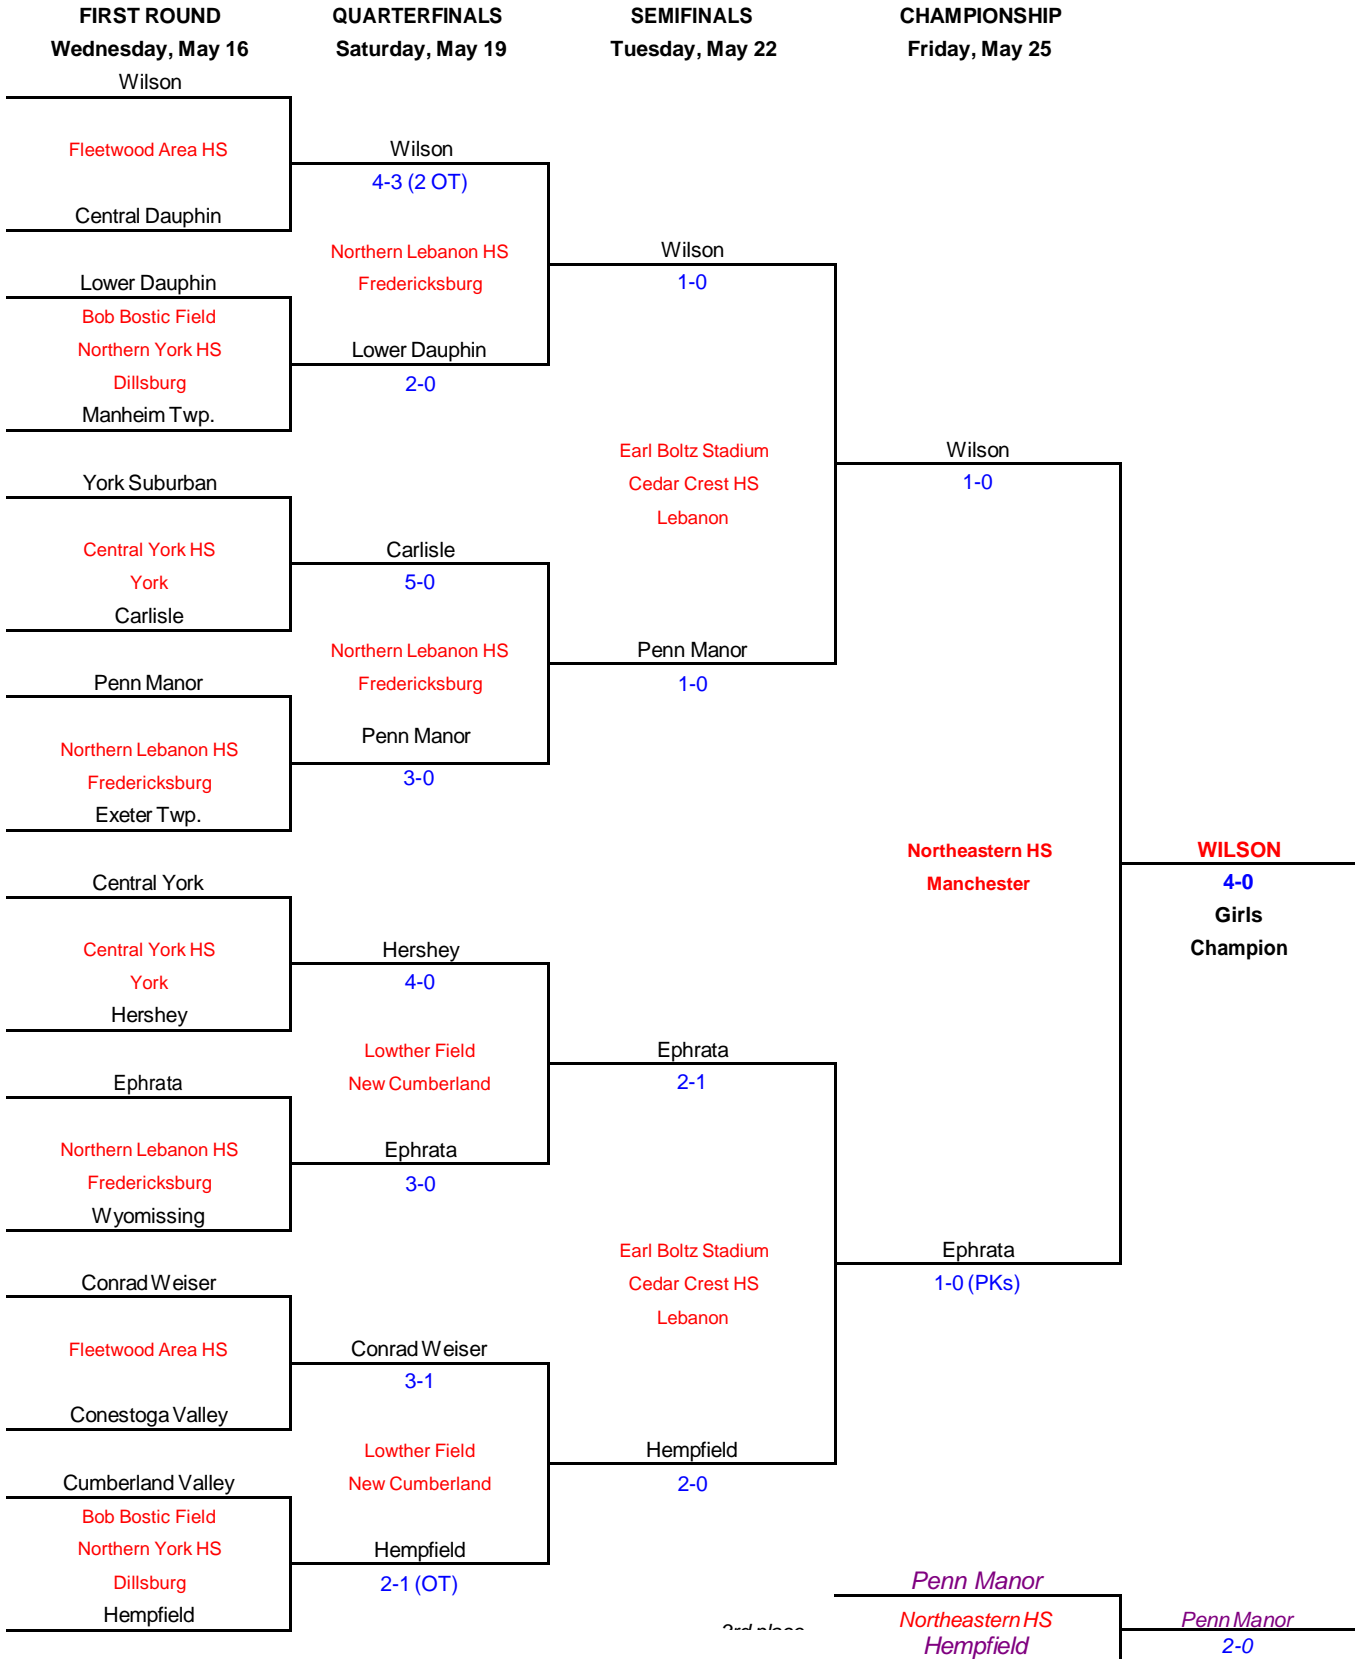 FIRST ROUND
Wednesday, May 16
QUARTERFINALS
Saturday, May 19
SEMIFINALS
Tuesday, May 22
CHAMPIONSHIP
Friday, May 25
Wilson
Fleetwood Area HS
Central Dauphin
Lower Dauphin
Bob Bostic Field
Northern York HS
Dillsburg
Manheim Twp.
York Suburban
Central York HS
York
Carlisle
Penn Manor
Northern Lebanon HS
Fredericksburg
Exeter Twp.
Central York
Central York HS
York
Hershey
Ephrata
Northern Lebanon HS
Fredericksburg
Wyomissing
Conrad Weiser
Fleetwood Area HS
Conestoga Valley
Cumberland Valley
Bob Bostic Field
Northern York HS
Dillsburg
Hempfield
Wilson
4-3 (2 OT)
Northern Lebanon HS
Fredericksburg
Lower Dauphin
2-0
Carlisle
5-0
Northern Lebanon HS
Fredericksburg
Penn Manor
3-0
Hershey
4-0
Lowther Field
New Cumberland
Ephrata
3-0
Conrad Weiser
3-1
Lowther Field
New Cumberland
Hempfield
2-1 (OT)
Wilson
1-0
Earl Boltz Stadium
Cedar Crest HS
Lebanon
Penn Manor
1-0
Ephrata
2-1
Earl Boltz Stadium
Cedar Crest HS
Lebanon
Hempfield
2-0
Wilson
1-0
Northeastern HS
Manchester
Ephrata
1-0 (PKs)
WILSON
4-0
Girls
Champion
3rd place
Penn Manor
Northeastern HS
Hempfield
Penn Manor
2-0